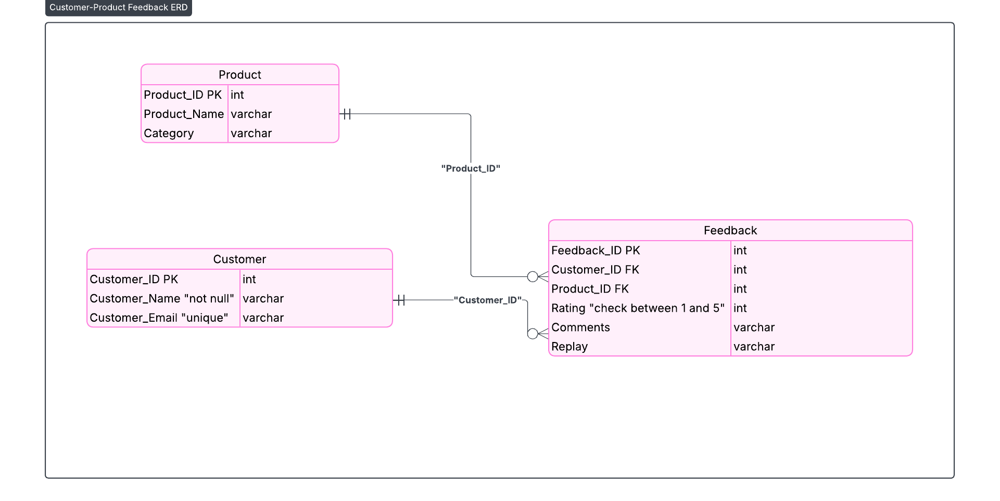 Customer-Product Feedback ERD
Product
Product_ID PK int
Product_Name varchar
Category varchar
"Product_ID"
Customer
Customer_ID PK int
Customer_Name "not null" varchar
Customer_Email "unique" varchar
"Customer_ID"
Feedback
Feedback_ID PK int
Customer_ID FK int
Product_ID FK int
Rating "check between 1 and 5" int
Comments varchar
Replay varchar